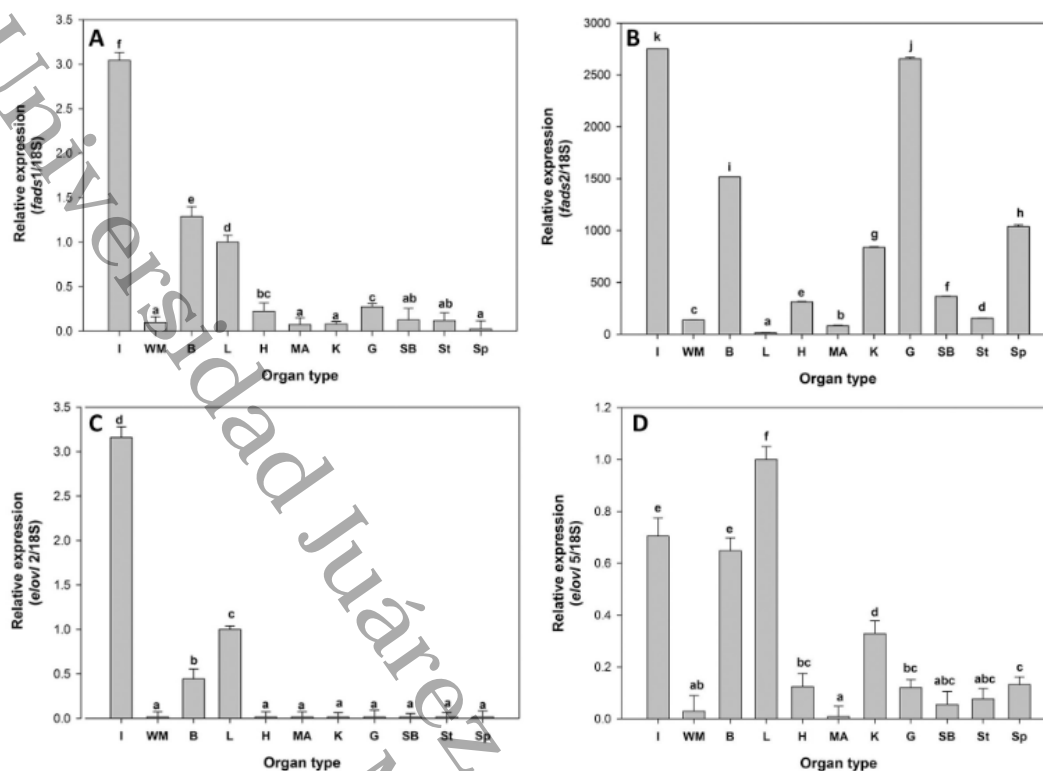 A
3.5
3.0
2.5
2.0
1.5
1.0
0.5
0.0
Relative expression
(fads1/18S)
f a e d bc a a c ab ab a
I WM B L H MA K G SB St Sp
Organ type
B
3000
2500
2000
1500
1000
500
0
Relative expression
(fads2/18S)
k c i a e b g j f d h
I WM B L H MA K G SB St Sp
Organ type
C
3.5
3.0
2.5
2.0
1.5
1.0
0.5
0.0
Relative expression
(elovl 2/18S)
d a b c a a a a a a a
I WM B L H MA K G SB St Sp
Organ type
D
1.2
1.0
0.8
0.6
0.4
0.2
0.0
Relative expression
(elovl 5/18S)
e ab e f bc a d bc abc abc c
I WM B L H MA K G SB St Sp
Organ type
Universidad Juárez